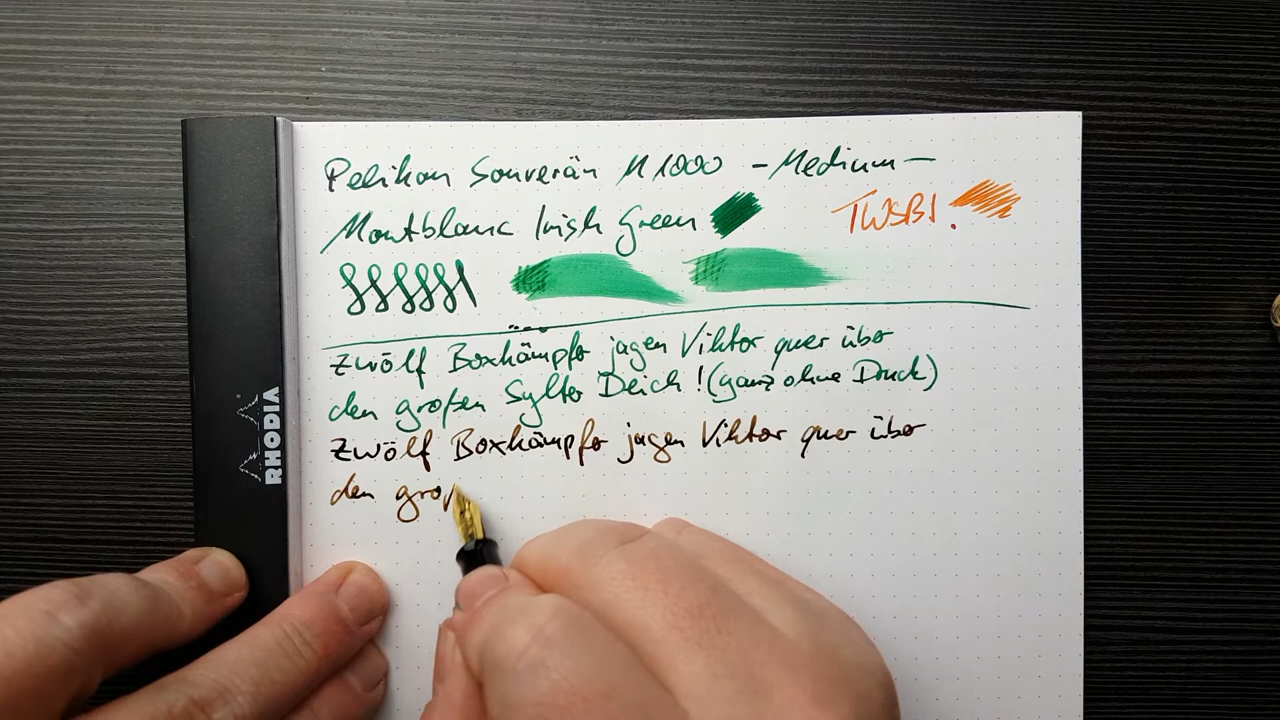 Pelikan Souverän M1000 - Medium -
Montblanc Irish Green
TWSBI
Zwölf Boxkämpfer jagen Viktor quer über
den großen Sylter Deich! (ganz ohne Druck)
Zwölf Boxkämpfer jagen Viktor quer über
den gro
RHODIA